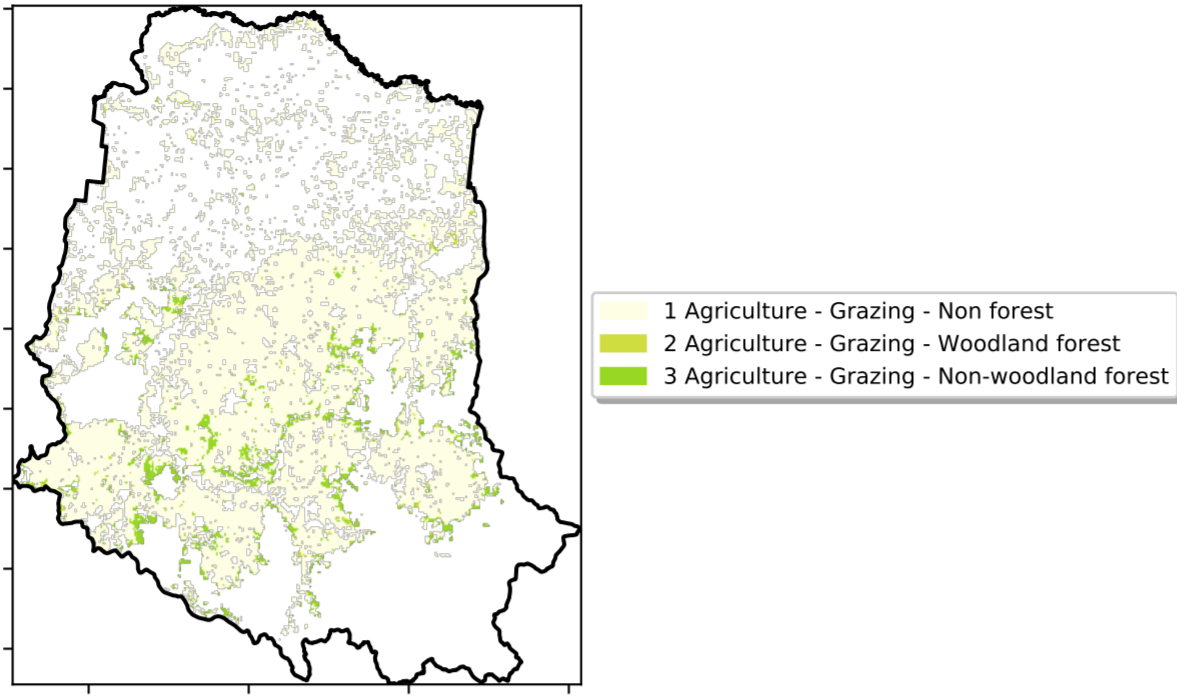 1 Agriculture - Grazing - Non forest
2 Agriculture - Grazing - Woodland forest
3 Agriculture - Grazing - Non-woodland forest